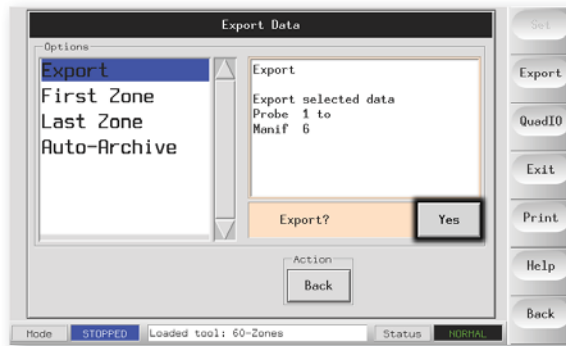 Export Data
Set
Options
Export
First Zone
Last Zone
Auto-Archive
Export
Export selected data
Probe 1 to
Manif 6
Export?
Yes
Action
Back
Export
QuadIO
Exit
Print
Help
Back
Mode
STOPPED
Loaded tool: 60-Zones
Status
NORMAL